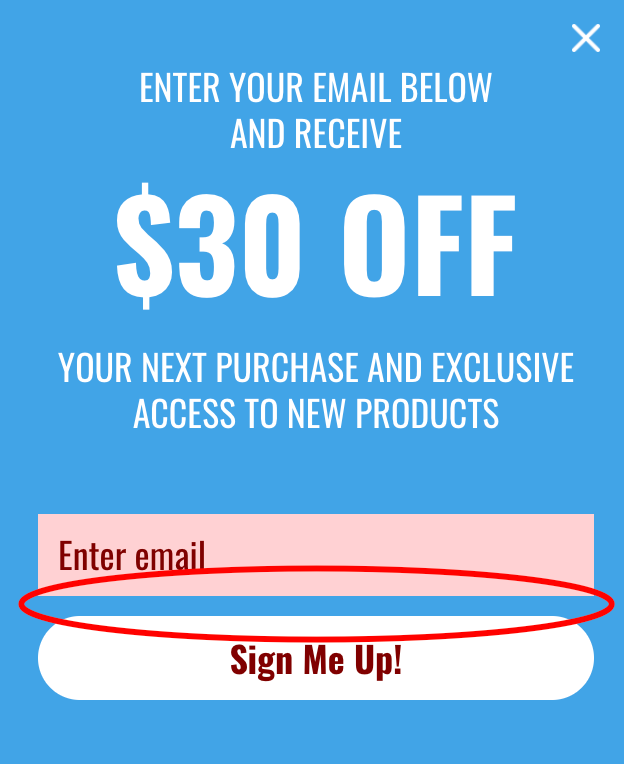 ENTER YOUR EMAIL BELOW
AND RECEIVE
$30 OFF
YOUR NEXT PURCHASE AND EXCLUSIVE
ACCESS TO NEW PRODUCTS
Enter email
Sign Me Up!